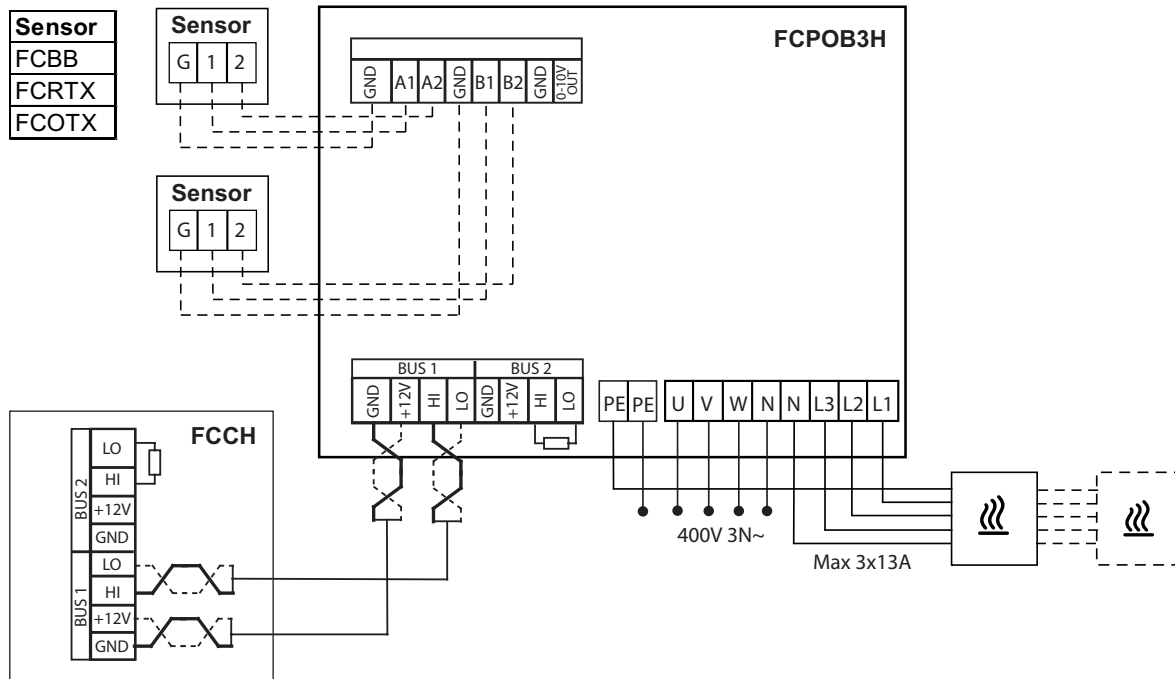 Sensor
FCBB
FCRTX
FCOTX
Sensor
G 1 2
Sensor
G 1 2
FCPOB3H
GND A1 A2 GND B1 B2 GND 0-10V OUT
BUS 1 BUS 2
GND +12V HI LO GND +12V HI LO
PE PE U V W N N L3 L2 L1
400V 3N~
Max 3x13A
FCCH
BUS 2
LO
HI
+12V
GND
BUS 1
LO
HI
+12V
GND